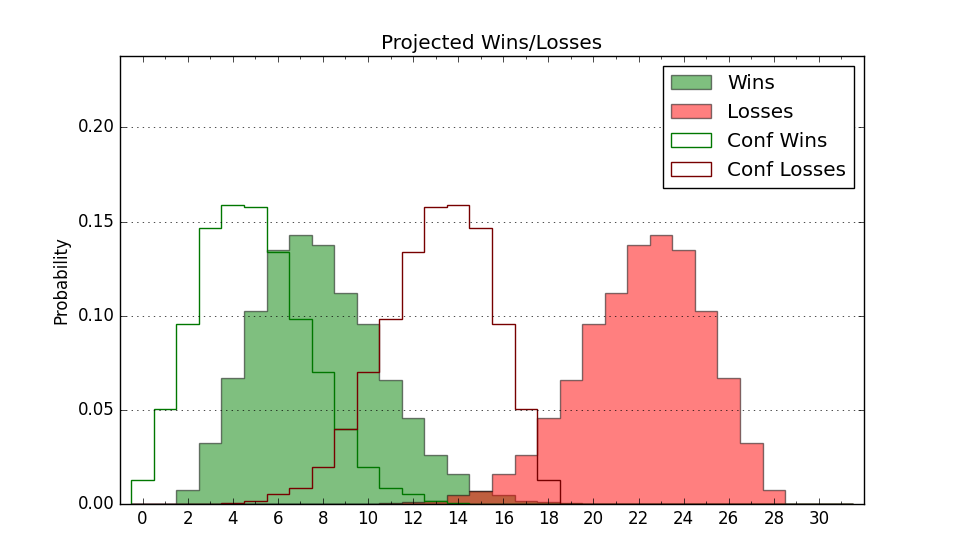 Projected Wins/Losses
Wins
Losses
Conf Wins
Conf Losses
Probability
0.20
0.15
0.10
0.05
0.00
0 2 4 6 8 10 12 14 16 18 20 22 24 26 28 30